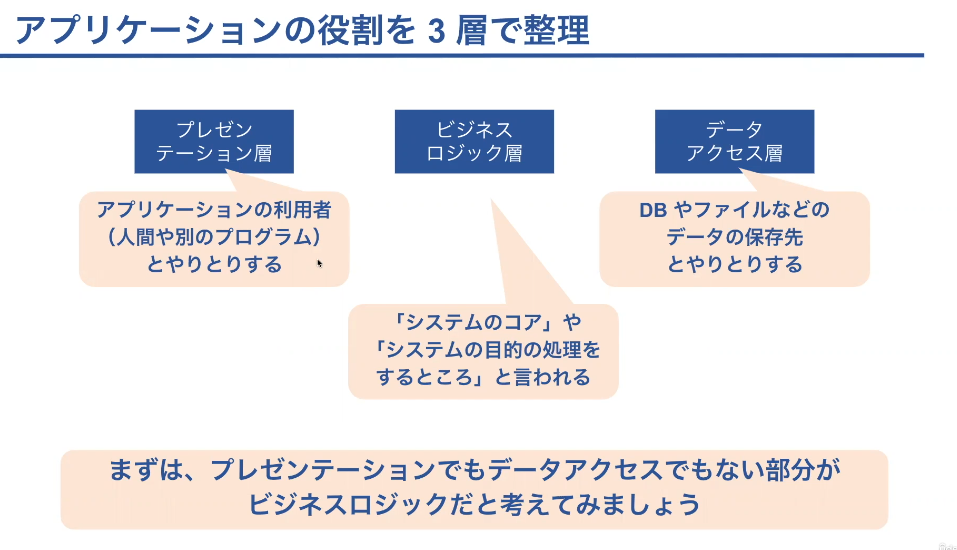 アプリケーションの役割を 3 層で整理
プレゼン
テーション層
ビジネス
ロジック層
データ
アクセス層
アプリケーションの利用者
（人間や別のプログラム）
とやりとりする
DB やファイルなどの
データの保存先
とやりとりする
「システムのコア」や
「システムの目的の処理を
するところ」と言われる
まずは、プレゼンテーションでもデータアクセスでもない部分が
ビジネスロジックだと考えてみましょう